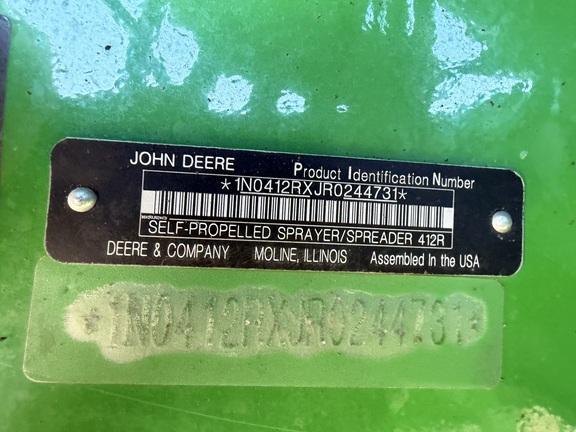 JOHN DEERE Product Identification Number
*1N0412RXJR0244731*
SELF-PROPELLED SPRAYER/SPREADER 412R
DEERE & COMPANY MOLINE, ILLINOIS Assembled in the USA
*1N0412RXJR0244731*